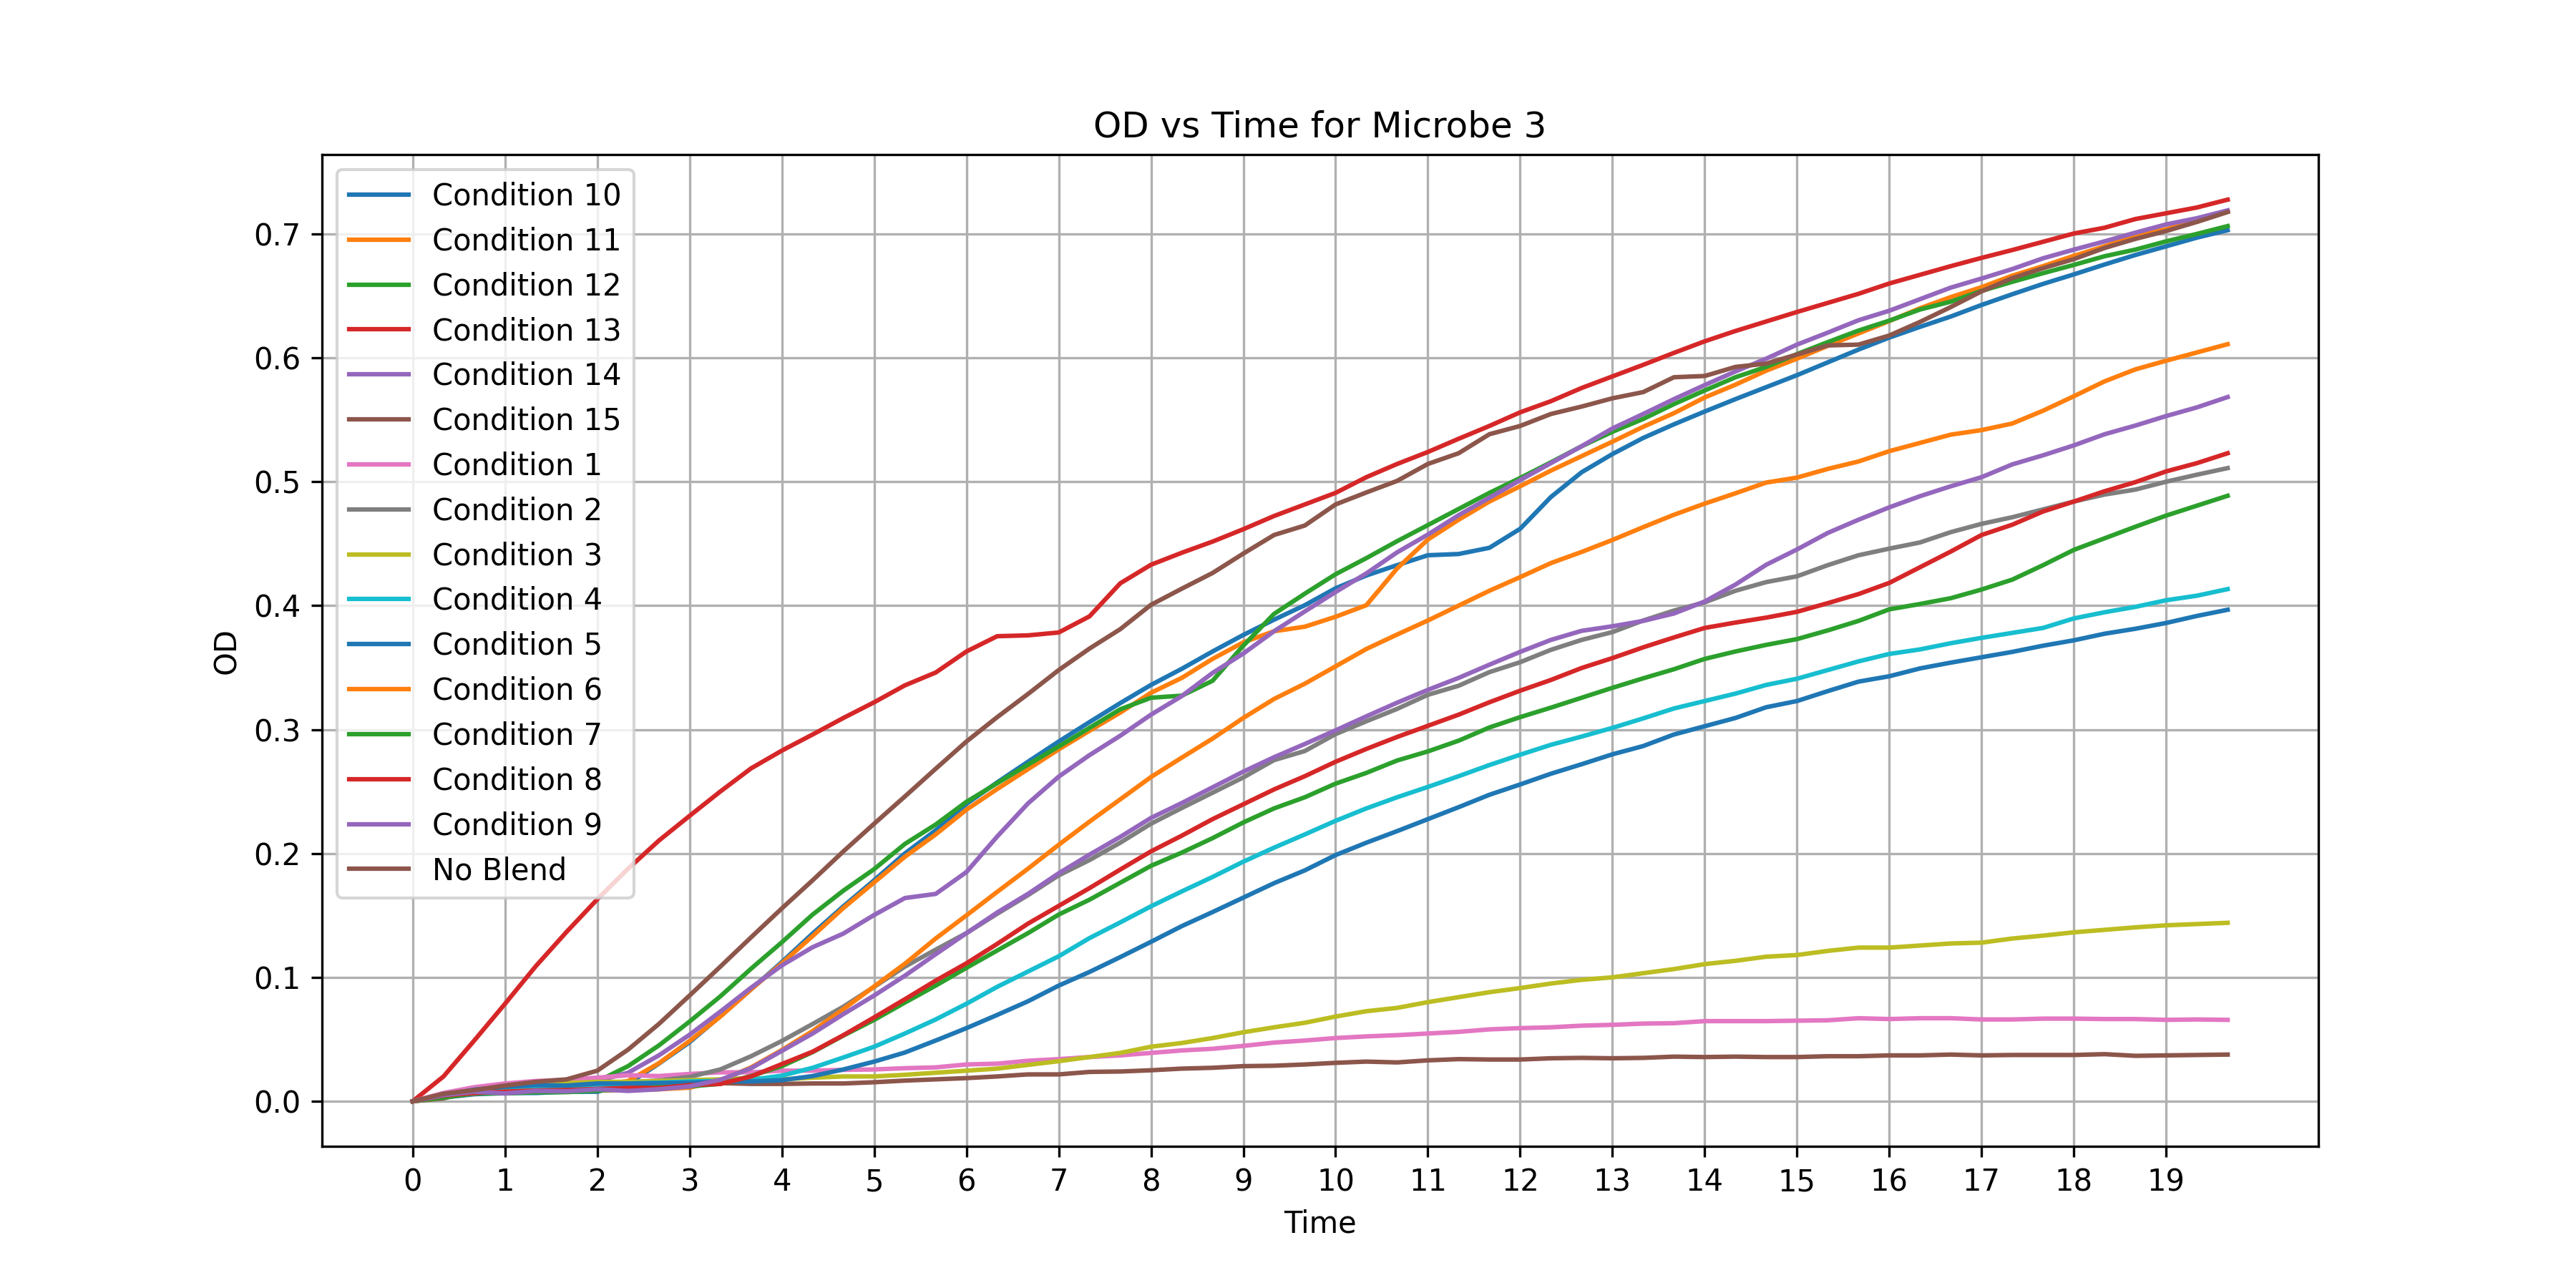 OD vs Time for Microbe 3
Condition 10
Condition 11
Condition 12
Condition 13
Condition 14
Condition 15
Condition 1
Condition 2
Condition 3
Condition 4
Condition 5
Condition 6
Condition 7
Condition 8
Condition 9
No Blend
0.7
0.6
0.5
0.4
0.3
0.2
0.1
0.0
OD
0 1 2 3 4 5 6 7 8 9 10 11 12 13 14 15 16 17 18 19
Time